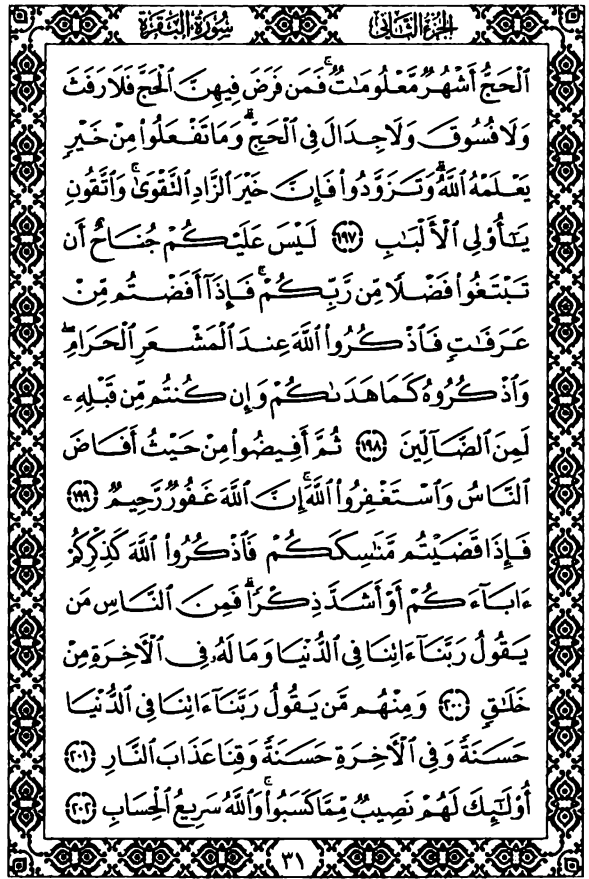 الجزء الثاني
سورة البقرة
ٱلْحَجُّ أَشْهُرٌ مَّعْلُومَٰتٌ ۚ فَمَن فَرَضَ فِيهِنَّ ٱلْحَجَّ فَلَا رَفَثَ
وَلَا فُسُوقَ وَلَا جِدَالَ فِى ٱلْحَجِّ ۗ وَمَا تَفْعَلُوا۟ مِنْ خَيْرٍ
يَعْلَمْهُ ٱللَّهُ ۗ وَتَزَوَّدُوا۟ فَإِنَّ خَيْرَ ٱلزَّادِ ٱلتَّقْوَىٰ ۚ وَٱتَّقُونِ
يَٰٓأُو۟لِى ٱلْأَلْبَٰبِ ١٩٧ لَيْسَ عَلَيْكُمْ جُنَاحٌ أَن
تَبْتَغُوا۟ فَضْلًا مِّن رَّبِّكُمْ ۚ فَإِذَآ أَفَضْتُم مِّنْ
عَرَفَٰتٍ فَٱذْكُرُوا۟ ٱللَّهَ عِندَ ٱلْمَشْعَرِ ٱلْحَرَامِ ۖ
وَٱذْكُرُوهُ كَمَا هَدَىٰكُمْ وَإِن كُنتُم مِّن قَبْلِهِۦ
لَمِنَ ٱلضَّآلِّينَ ١٩٨ ثُمَّ أَفِيضُوا۟ مِنْ حَيْثُ أَفَاضَ
ٱلنَّاسُ وَٱسْتَغْفِرُوا۟ ٱللَّهَ ۚ إِنَّ ٱللَّهَ غَفُورٌ رَّحِيمٌ ١٩٩
فَإِذَا قَضَيْتُم مَّنَٰسِكَكُمْ فَٱذْكُرُوا۟ ٱللَّهَ كَذِكْرِكُمْ
ءَابَآءَكُمْ أَوْ أَشَدَّ ذِكْرًا ۗ فَمِنَ ٱلنَّاسِ مَن
يَقُولُ رَبَّنَآ ءَاتِنَا فِى ٱلدُّنْيَا وَمَا لَهُۥ فِى ٱلْءَاخِرَةِ مِنْ
خَلَٰقٍ ٢٠٠ وَمِنْهُم مَّن يَقُولُ رَبَّنَآ ءَاتِنَا فِى ٱلدُّنْيَا
حَسَنَةً وَفِى ٱلْءَاخِرَةِ حَسَنَةً وَقِنَا عَذَابَ ٱلنَّارِ ٢٠١
أُو۟لَٰٓئِكَ لَهُمْ نَصِيبٌ مِّمَّا كَسَبُوا۟ ۚ وَٱللَّهُ سَرِيعُ ٱلْحِسَابِ ٢٠٢
٣١